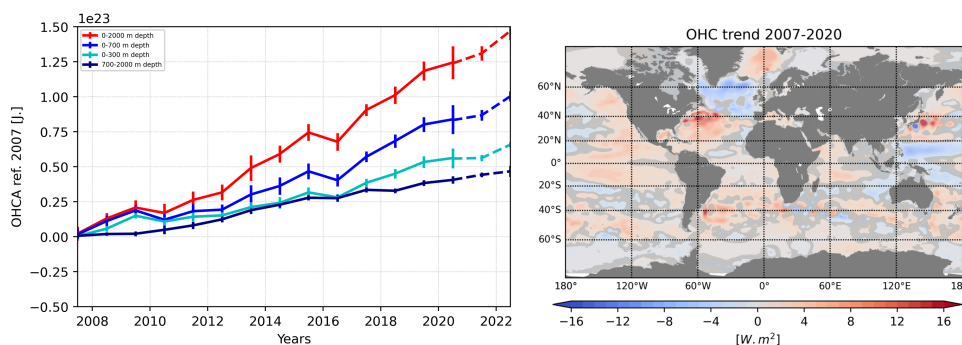 1e23
1.50
1.25
1.00
0.75
0.50
0.25
0.00
−0.25
−0.50
OHCA ref. 2007 [J.]
0-2000 m depth
0-700 m depth
0-300 m depth
700-2000 m depth
2008 2010 2012 2014 2016 2018 2020 2022
Years
OHC trend 2007-2020
60°N
40°N
20°N
0°
20°S
40°S
60°S
180° 120°W 60°W 0° 60°E 120°E 18
−16 −12 −8 −4 0 4 8 12 16
[W.m²]